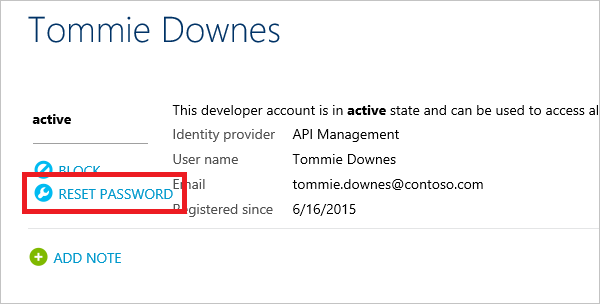 Tommie Downes
active
This developer account is in active state and can be used to access al
Identity provider API Management
BLOCK
User name Tommie Downes
Email tommie.downes@contoso.com
RESET PASSWORD
Registered since 6/16/2015
ADD NOTE